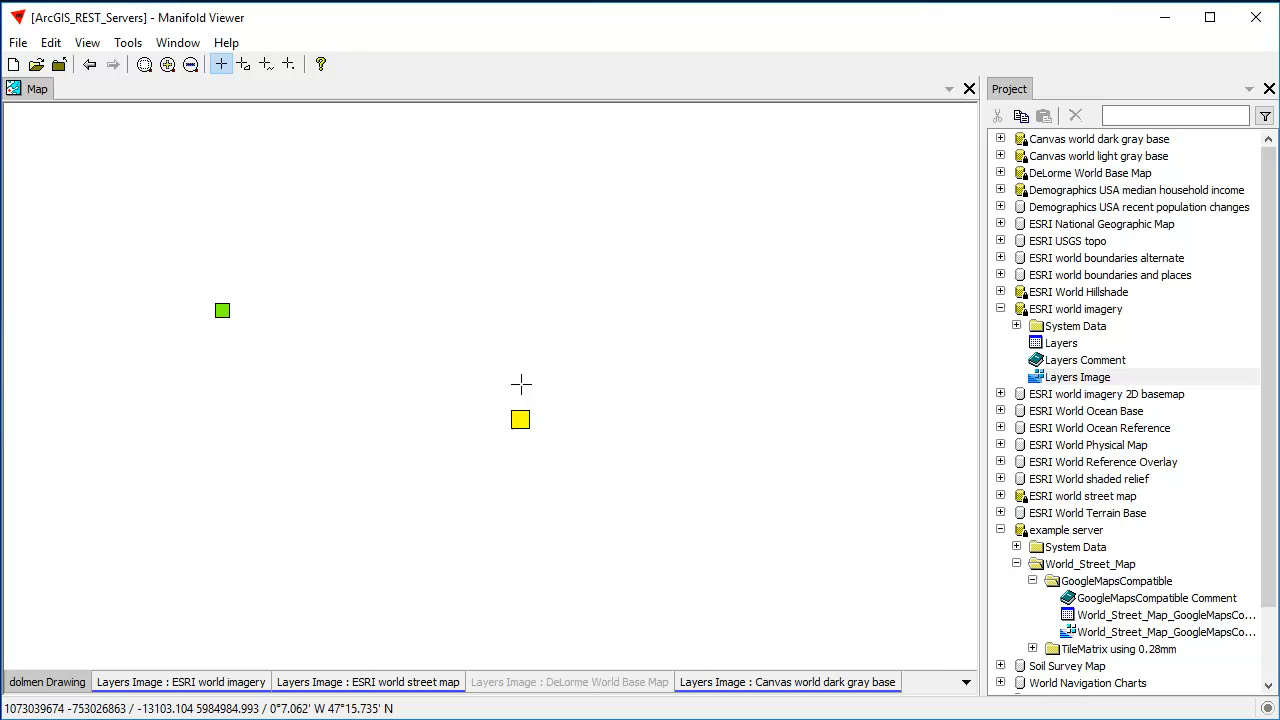 [ArcGIS_REST_Servers] - Manifold Viewer
File Edit View Tools Window Help
Map
Project
Canvas world dark gray base
Canvas world light gray base
DeLorme World Base Map
Demographics USA median household income
Demographics USA recent population changes
ESRI National Geographic Map
ESRI USGS topo
ESRI world boundaries alternate
ESRI world boundaries and places
ESRI World Hillshade
ESRI world imagery
System Data
Layers
Layers Comment
Layers Image
ESRI world imagery 2D basemap
ESRI World Ocean Base
ESRI World Ocean Reference
ESRI World Physical Map
ESRI World Reference Overlay
ESRI World shaded relief
ESRI world street map
ESRI World Terrain Base
example server
System Data
World_Street_Map
GoogleMapsCompatible
GoogleMapsCompatible Comment
World_Street_Map_GoogleMapsCo...
World_Street_Map_GoogleMapsCo...
TileMatrix using 0.28mm
Soil Survey Map
World Navigation Charts
dolmen Drawing
Layers Image : ESRI world imagery
Layers Image : ESRI world street map
Layers Image : DeLorme World Base Map
Layers Image : Canvas world dark gray base
1073039674 -753026863 / -13103.104 5984984.993 / 0°7.062' W 47°15.735' N